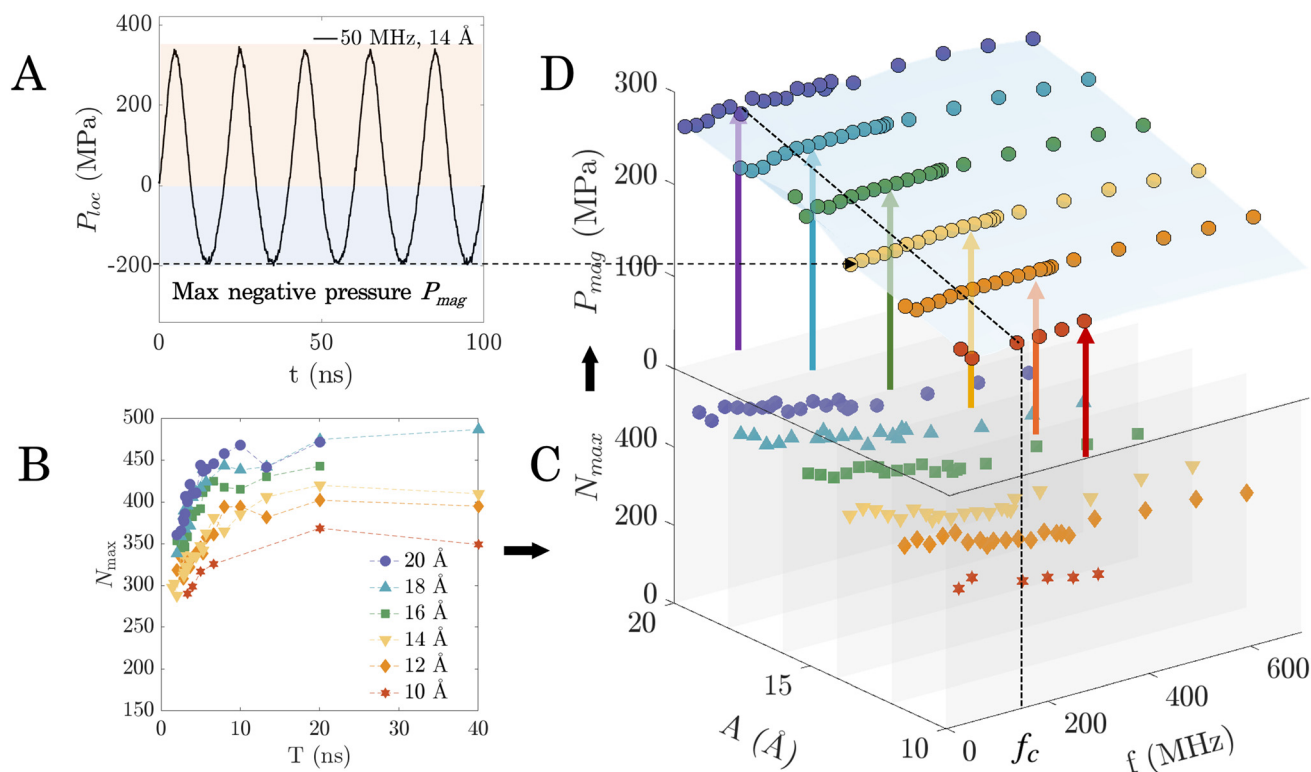 A
400
200
0
-200
P_loc (MPa)
50 MHz, 14 Å
Max negative pressure P_mag
0
50
100
t (ns)
B
500
450
400
350
300
250
200
150
N_max
20 Å
18 Å
16 Å
14 Å
12 Å
10 Å
0
10
20
30
40
T (ns)
D
300
200
100
0
P_mag (MPa)
C
400
200
0
N_max
20
15
10
A (Å)
0
f_c
200
400
600
f (MHz)